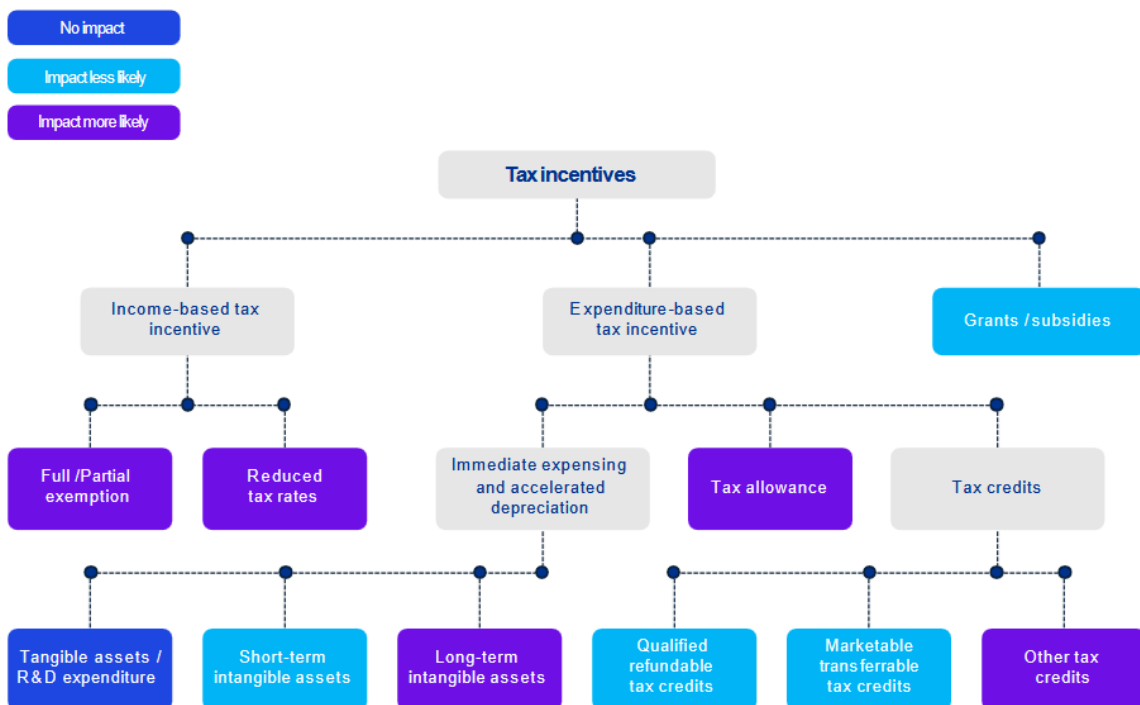 No impact
Impact less likely
Impact more likely
Tax incentives
Income-based tax
incentive
Expenditure-based
tax incentive
Grants / subsidies
Full /Partial
exemption
Reduced
tax rates
Immediate expensing
and accelerated
depreciation
Tax allowance
Tax credits
Tangible assets /
R&D expenditure
Short-term
intangible assets
Long-term
intangible assets
Qualified
refundable
tax credits
Marketable
transferrable
tax credits
Other tax
credits